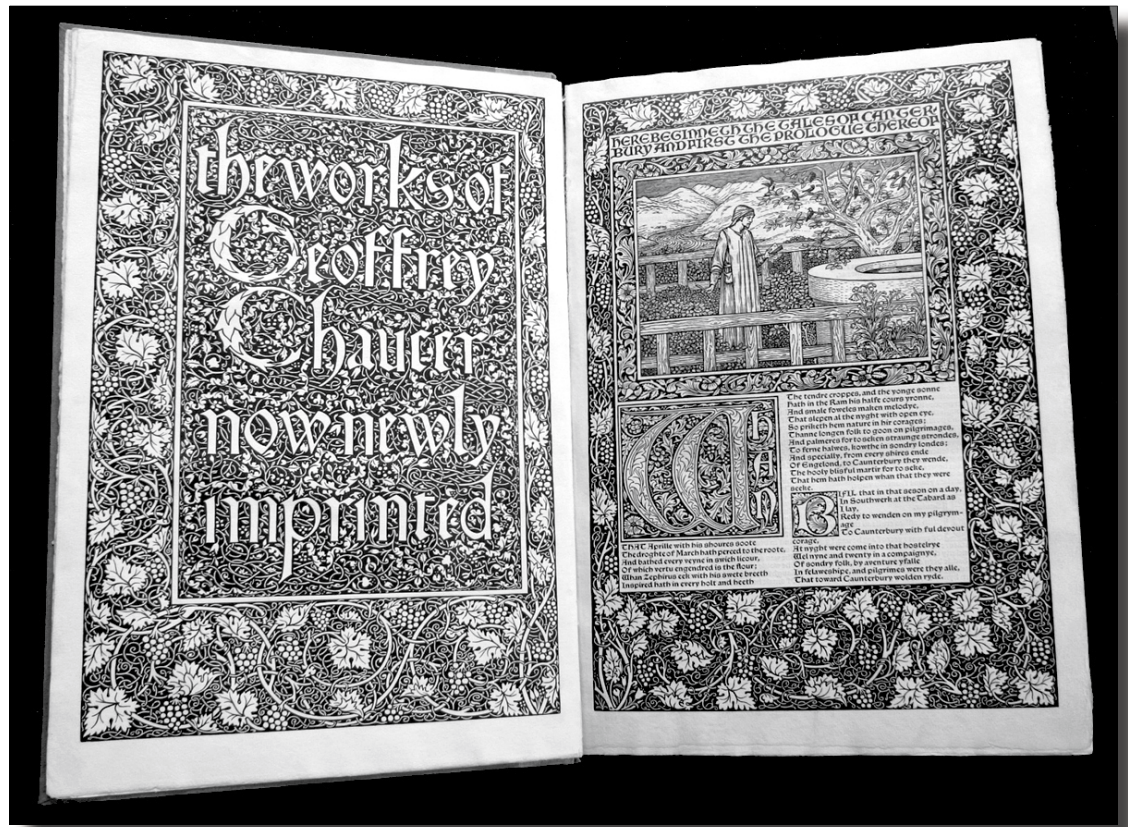 the works of
Geoffrey
Chaucer
now newly
imprinted
HERE BEGINNETH THE TALES OF CANTER
BURY AND FIRST THE PROLOGUE THEREOF
WHAN
THAT Aprille with his shoures soote
The droghte of March hath perced to the roote,
And bathed every veyne in swich licour,
Of which vertu engendred is the flour;
Whan Zephirus eek with his swete breeth
Inspired hath in every holt and heeth
The tendre croppes, and the yonge sonne
Hath in the Ram his halfe cours yronne,
And smale foweles maken melodye,
That slepen al the nyght with open eye,
So priketh hem nature in hir corages;
Thanne longen folk to goon on pilgrimages,
And palmeres for to seken straunge strondes,
To ferne halwes, kowthe in sondry londes;
And specially, from every shires ende
Of Engelond, to Caunterbury they wende,
The hooly blisful martir for to seke,
That hem hath holpen whan that they were
seeke.
BIFIL that in that seson on a day,
In Southwerk at the Tabard as
I lay,
Redy to wenden on my pilgrym-
age
To Caunterbury with ful devout
corage,
At nyght were come into that hostelrye
Wel nyne and twenty in a compaignye,
Of sondry folk, by aventure yfalle
In felaweshipe, and pilgrimes were they alle,
That toward Caunterbury wolden ryde.